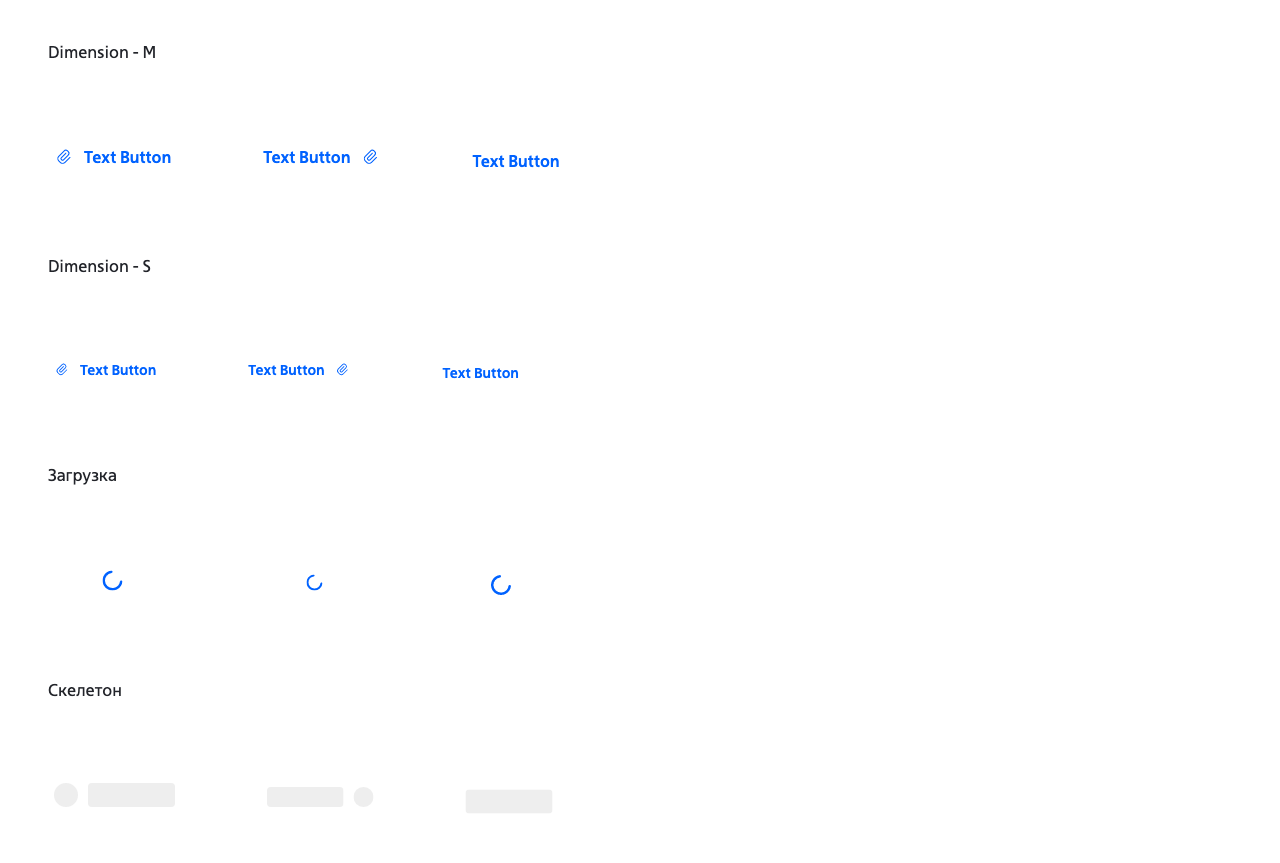 Dimension - M
Text Button Text Button Text Button
Dimension - S
Text Button Text Button Text Button
Загрузка
Скелетон